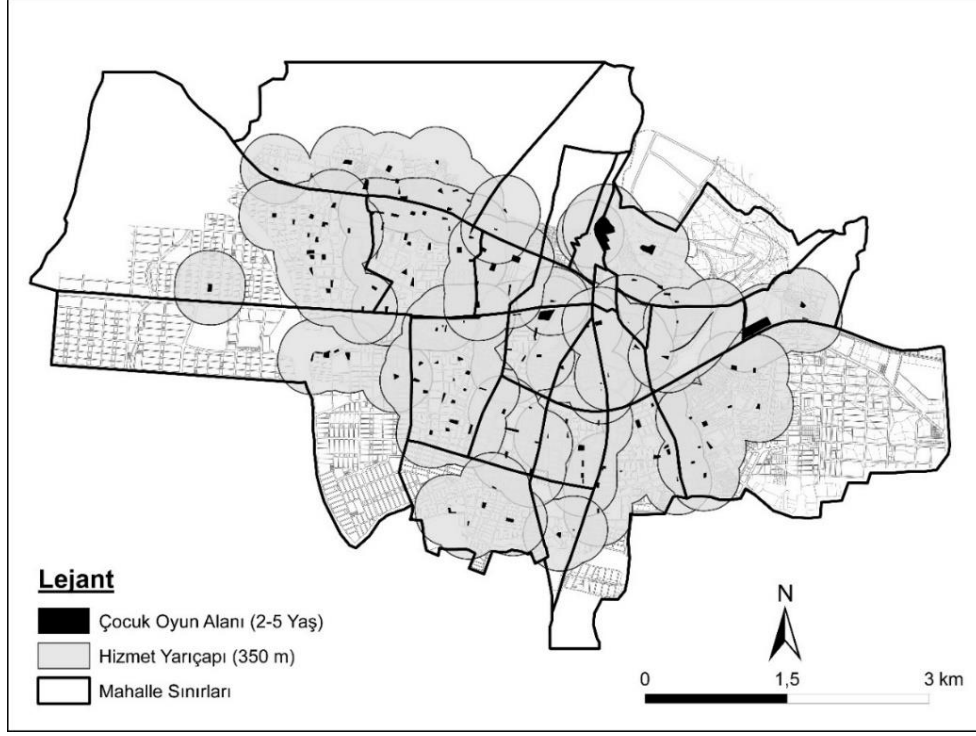 Lejant
Çocuk Oyun Alanı (2-5 Yaş)
Hizmet Yarıçapı (350 m)
Mahalle Sınırları
N
0 1,5 3 km